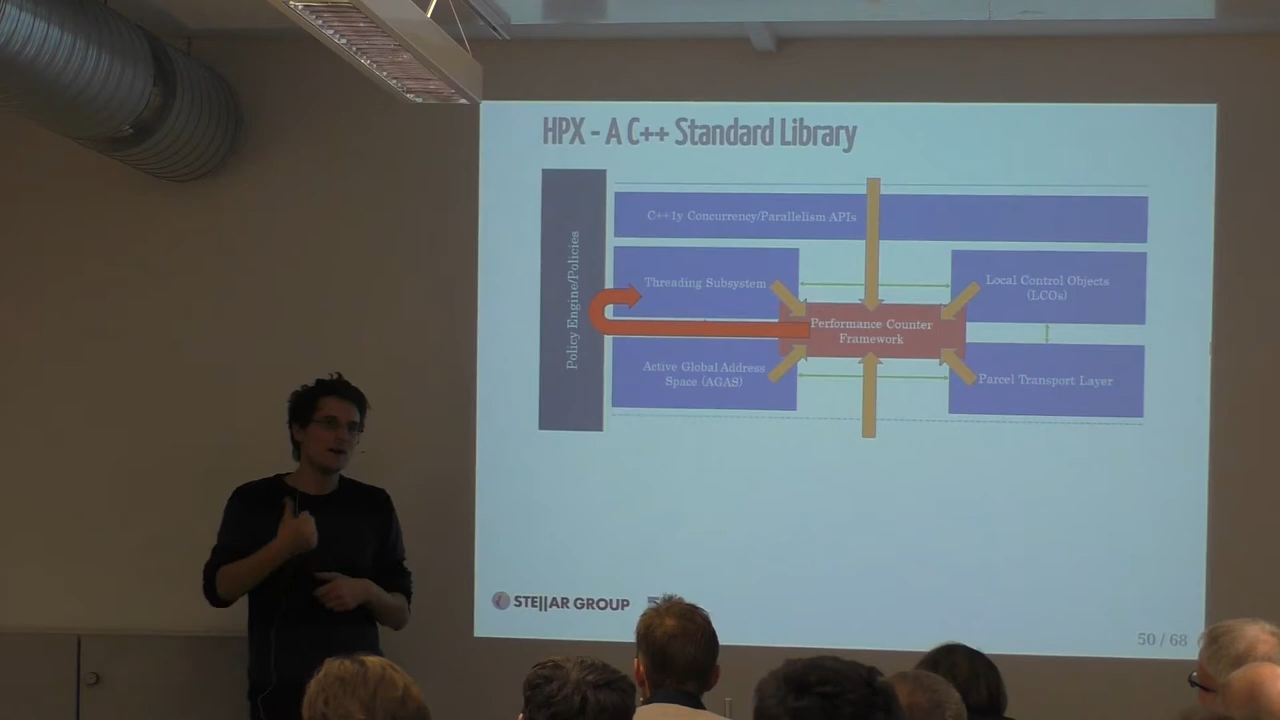 HPX - A C++ Standard Library
C++1y Concurrency/Parallelism APIs
Policy Engine/Policies
Threading Subsystem
Local Control Objects
(LCOs)
Performance Counter
Framework
Active Global Address
Space (AGAS)
Parcel Transport Layer
STE||AR GROUP
50 / 68